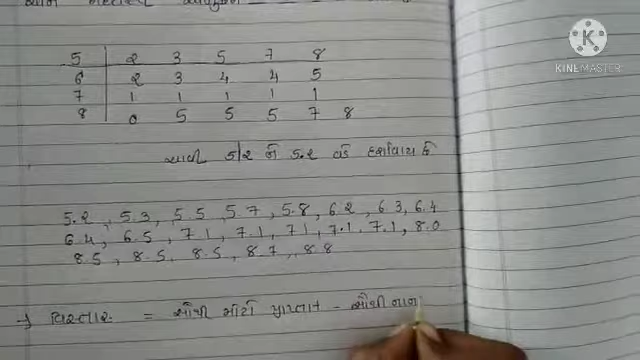 KINEMASTER
5 | 2 3 5 7 8
6 | 2 3 4 4 5
7 | 1 1 1 1 1
8 | 0 5 5 5 7 8
ચાવી 5|2 ને 5.2 વડે દર્શાવાય છે
5.2 , 5.3 , 5.5 , 5.7 , 5.8 , 6.2 , 6.3 , 6.4
6.4 , 6.5 , 7.1 , 7.1 , 7.1 , 7.1 , 7.1 , 8.0
8.5 , 8.5 , 8.5 , 8.7 , 8.8
→ વિસ્તાર = સૌથી મોટી પ્રાપ્તાંક - સૌથી નાન